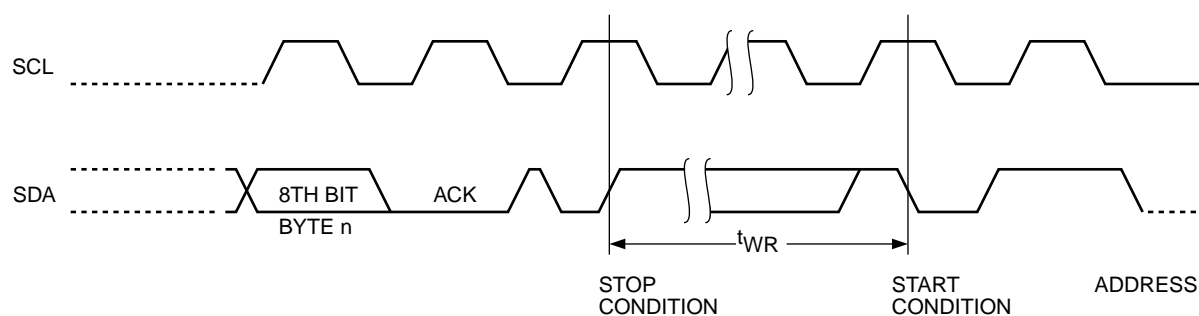 SCL
SDA
8TH BIT
ACK
BYTE n
tWR
STOP
CONDITION
START
CONDITION
ADDRESS